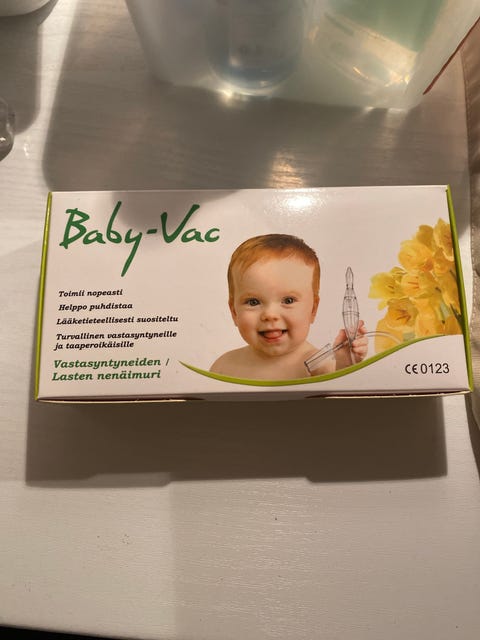 Baby-Vac
Toimii nopeasti
Helppo puhdistaa
Lääketieteellisesti suositeltu
Turvallinen vastasyntyneille
ja taaperoikäisille
Vastasyntyneiden /
Lasten nenäimuri
CE 0123